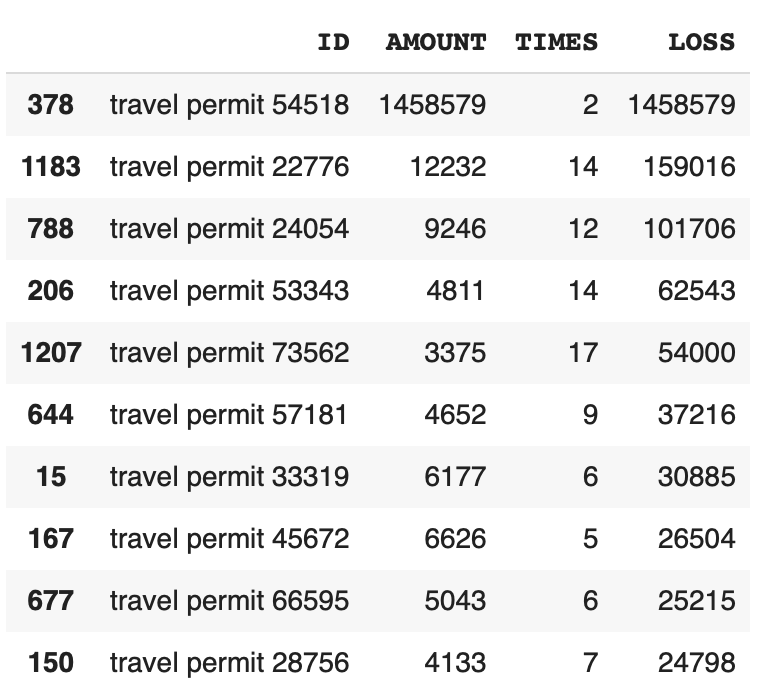 ID AMOUNT TIMES LOSS
378 travel permit 54518 1458579 2 1458579
1183 travel permit 22776 12232 14 159016
788 travel permit 24054 9246 12 101706
206 travel permit 53343 4811 14 62543
1207 travel permit 73562 3375 17 54000
644 travel permit 57181 4652 9 37216
15 travel permit 33319 6177 6 30885
167 travel permit 45672 6626 5 26504
677 travel permit 66595 5043 6 25215
150 travel permit 28756 4133 7 24798